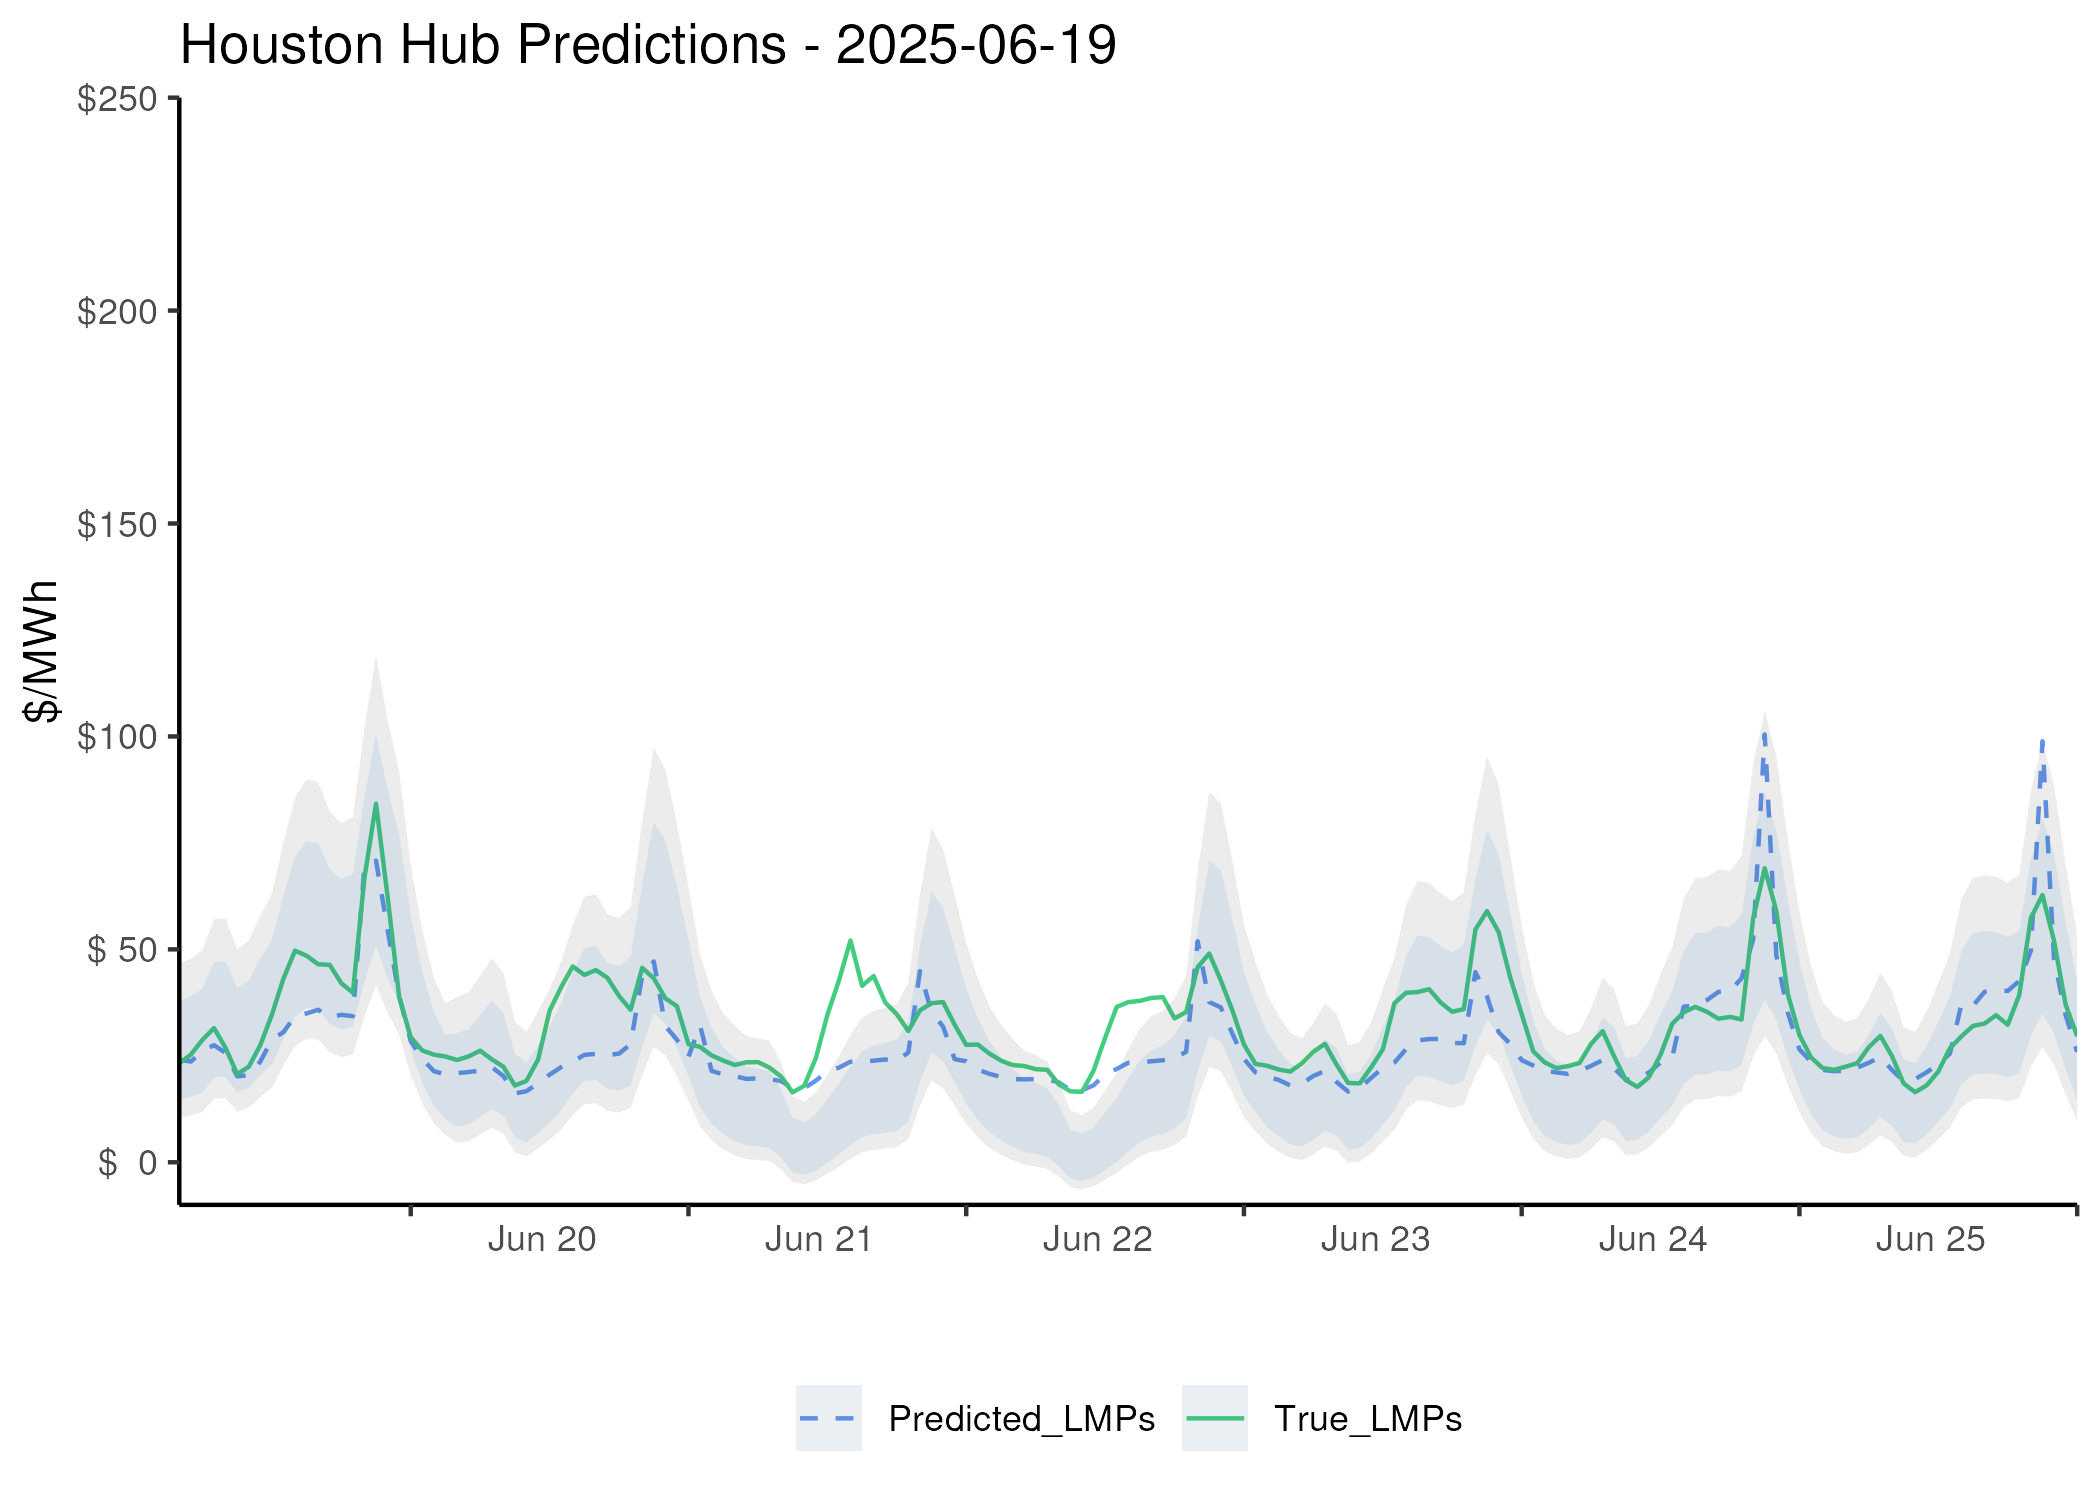 Houston Hub Predictions - 2025-06-19
$250
$200
$150
$100
$ 50
$  0
$/MWh
Jun 20
Jun 21
Jun 22
Jun 23
Jun 24
Jun 25
Predicted_LMPs
True_LMPs